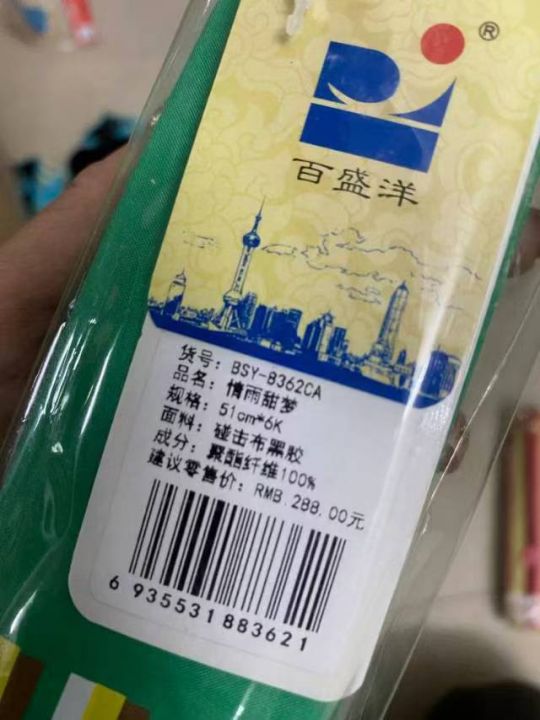 ®
百盛洋
货号: BSY-B362CA
品名: 情雨甜梦
规格: 51cm*6K
面料: 碰击布黑胶
成分: 聚酯纤维100%
建议零售价: RMB.288.00元
6 935531 883621